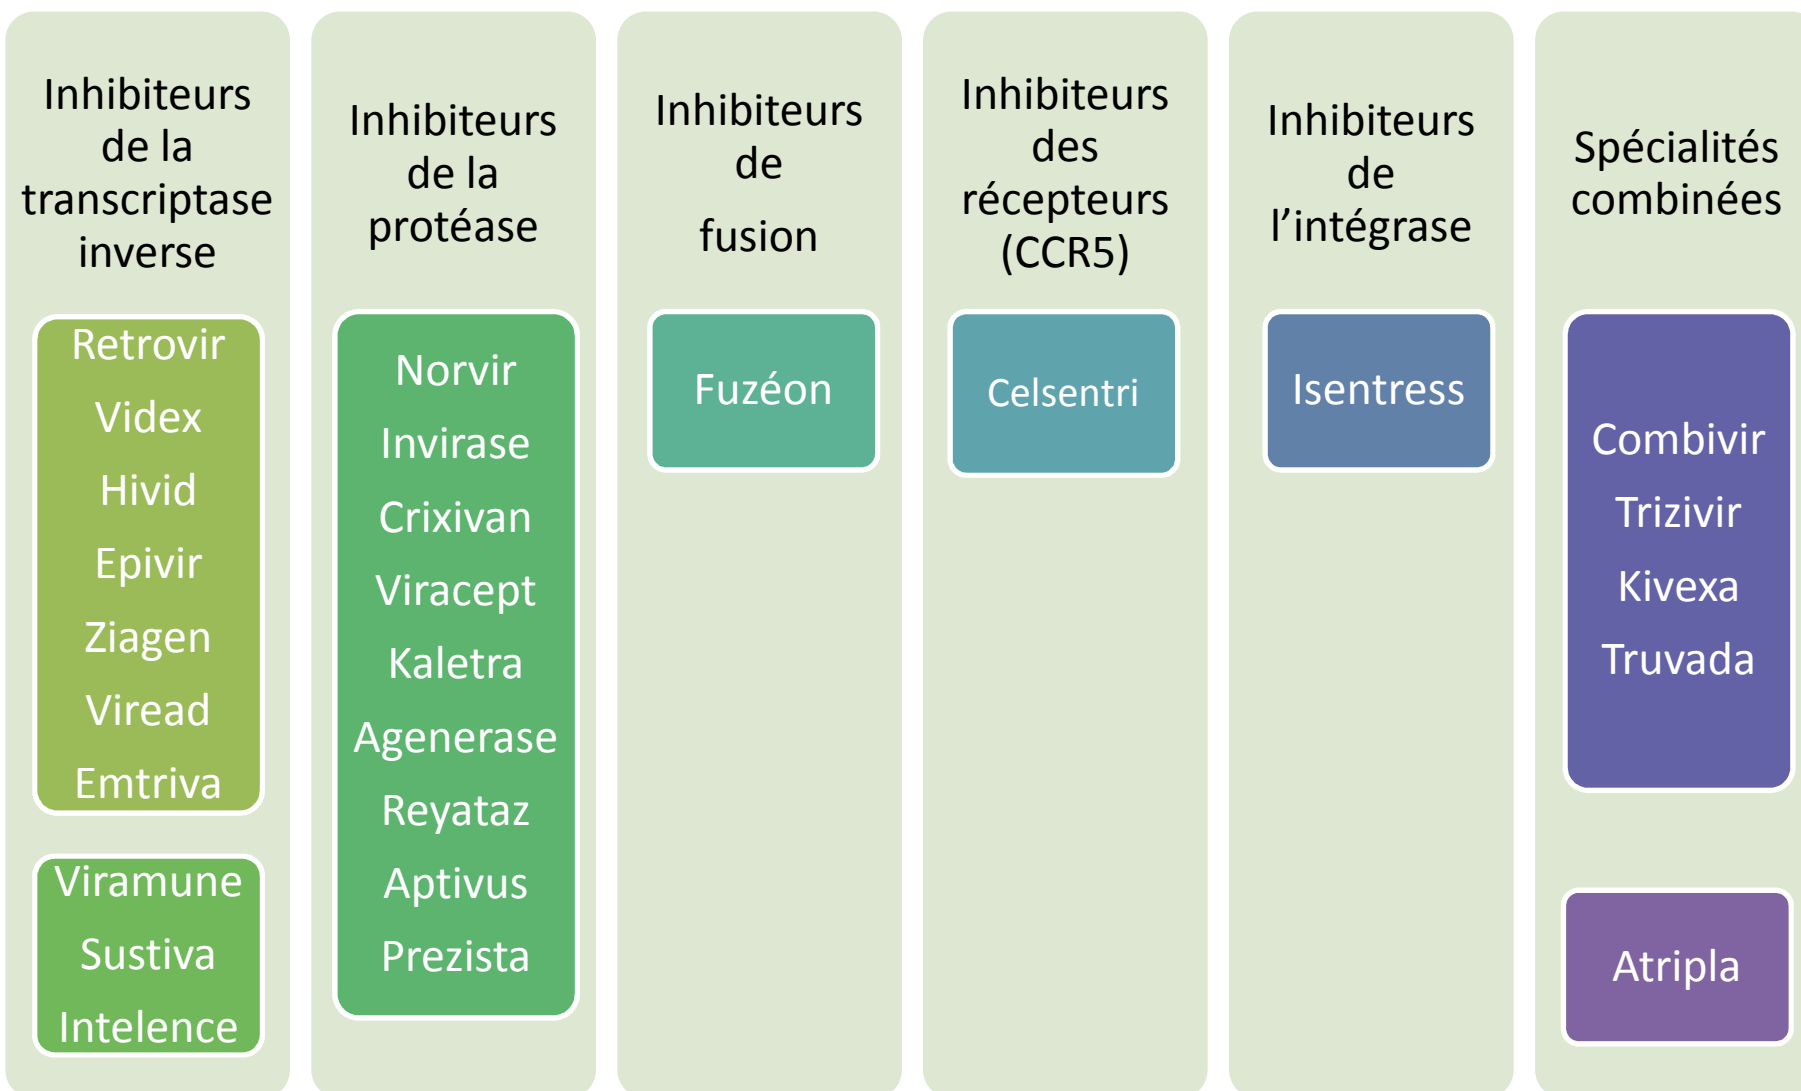 Inhibiteurs
de la
transcriptase
inverse
Retrovir
Videx
Hivid
Epivir
Ziagen
Viread
Emtriva
Viramune
Sustiva
Intelence
Inhibiteurs
de la
protéase
Norvir
Invirase
Crixivan
Viracept
Kaletra
Agenerase
Reyataz
Aptivus
Prezista
Inhibiteurs
de
fusion
Fuzéon
Inhibiteurs
des
récepteurs
(CCR5)
Celsentri
Inhibiteurs
de
l’intégrase
Isentress
Spécialités
combinées
Combivir
Trizivir
Kivexa
Truvada
Atripla